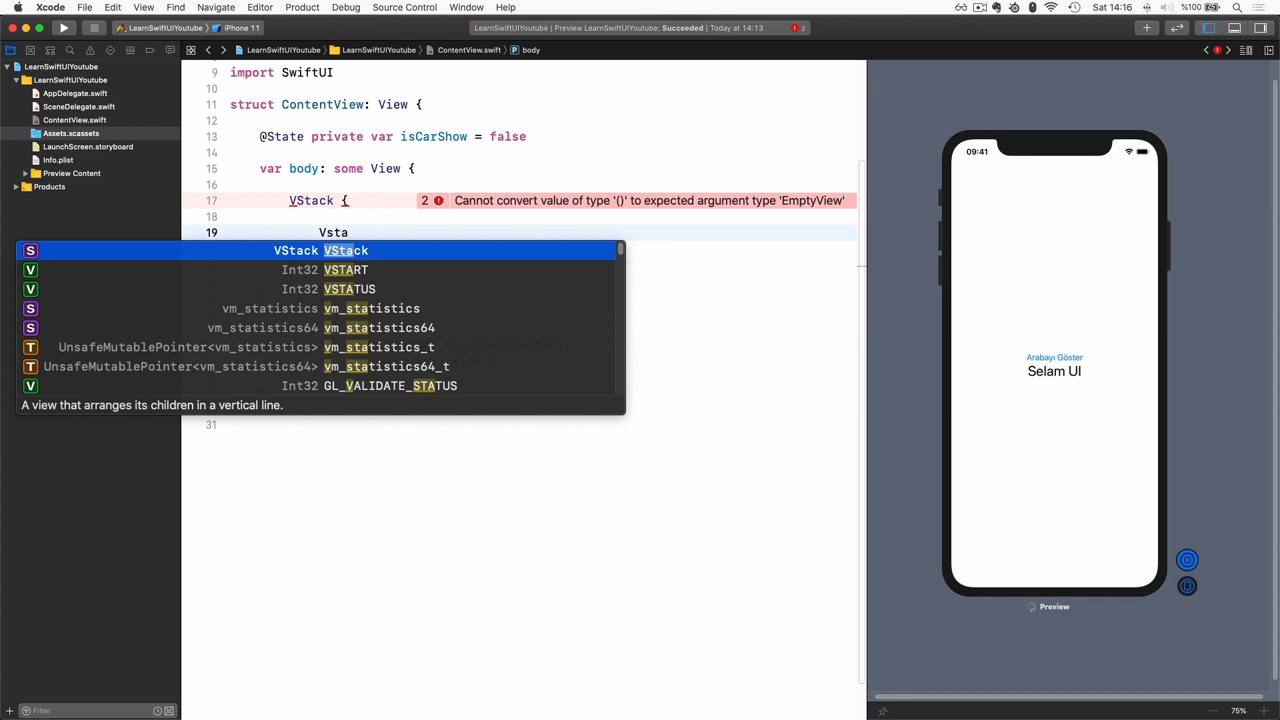 Xcode File Edit View Find Navigate Editor Product Debug Source Control Window Help %100 Sat 14:16
LearnSwiftUIYoutube iPhone 11 LearnSwiftUIYoutube | Preview LearnSwiftUIYoutube: Succeeded | Today at 14:13 1
LearnSwiftUIYoutube LearnSwiftUIYoutube ContentView.swift body
LearnSwiftUIYoutube
LearnSwiftUIYoutube
AppDelegate.swift
SceneDelegate.swift
ContentView.swift
Assets.xcassets
LaunchScreen.storyboard
Info.plist
Preview Content
Products
9 import SwiftUI
10
11 struct ContentView: View {
12
13 @State private var isCarShow = false
14
15 var body: some View {
16
17 VStack { 2 Cannot convert value of type '()' to expected argument type 'EmptyView'
18
19 Vsta
S VStack VStack
V Int32 VSTART
V Int32 VSTATUS
S vm_statistics vm_statistics
S vm_statistics64 vm_statistics64
T UnsafeMutablePointer<vm_statistics> vm_statistics_t
T UnsafeMutablePointer<vm_statistics64> vm_statistics64_t
V Int32 GL_VALIDATE_STATUS
A view that arranges its children in a vertical line.
31
09:41
Arabayı Göster
Selam UI
Preview
Filter
75%